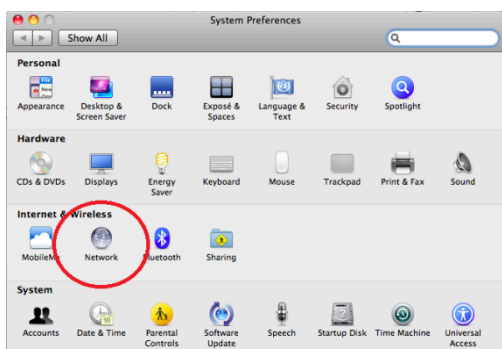 System Preferences
Show All
Personal
Appearance Desktop & Screen Saver Dock Exposé & Spaces Language & Text Security Spotlight
Hardware
CDs & DVDs Displays Energy Saver Keyboard Mouse Trackpad Print & Fax Sound
Internet & Wireless
MobileMe Network Bluetooth Sharing
System
Accounts Date & Time Parental Controls Software Update Speech Startup Disk Time Machine Universal Access